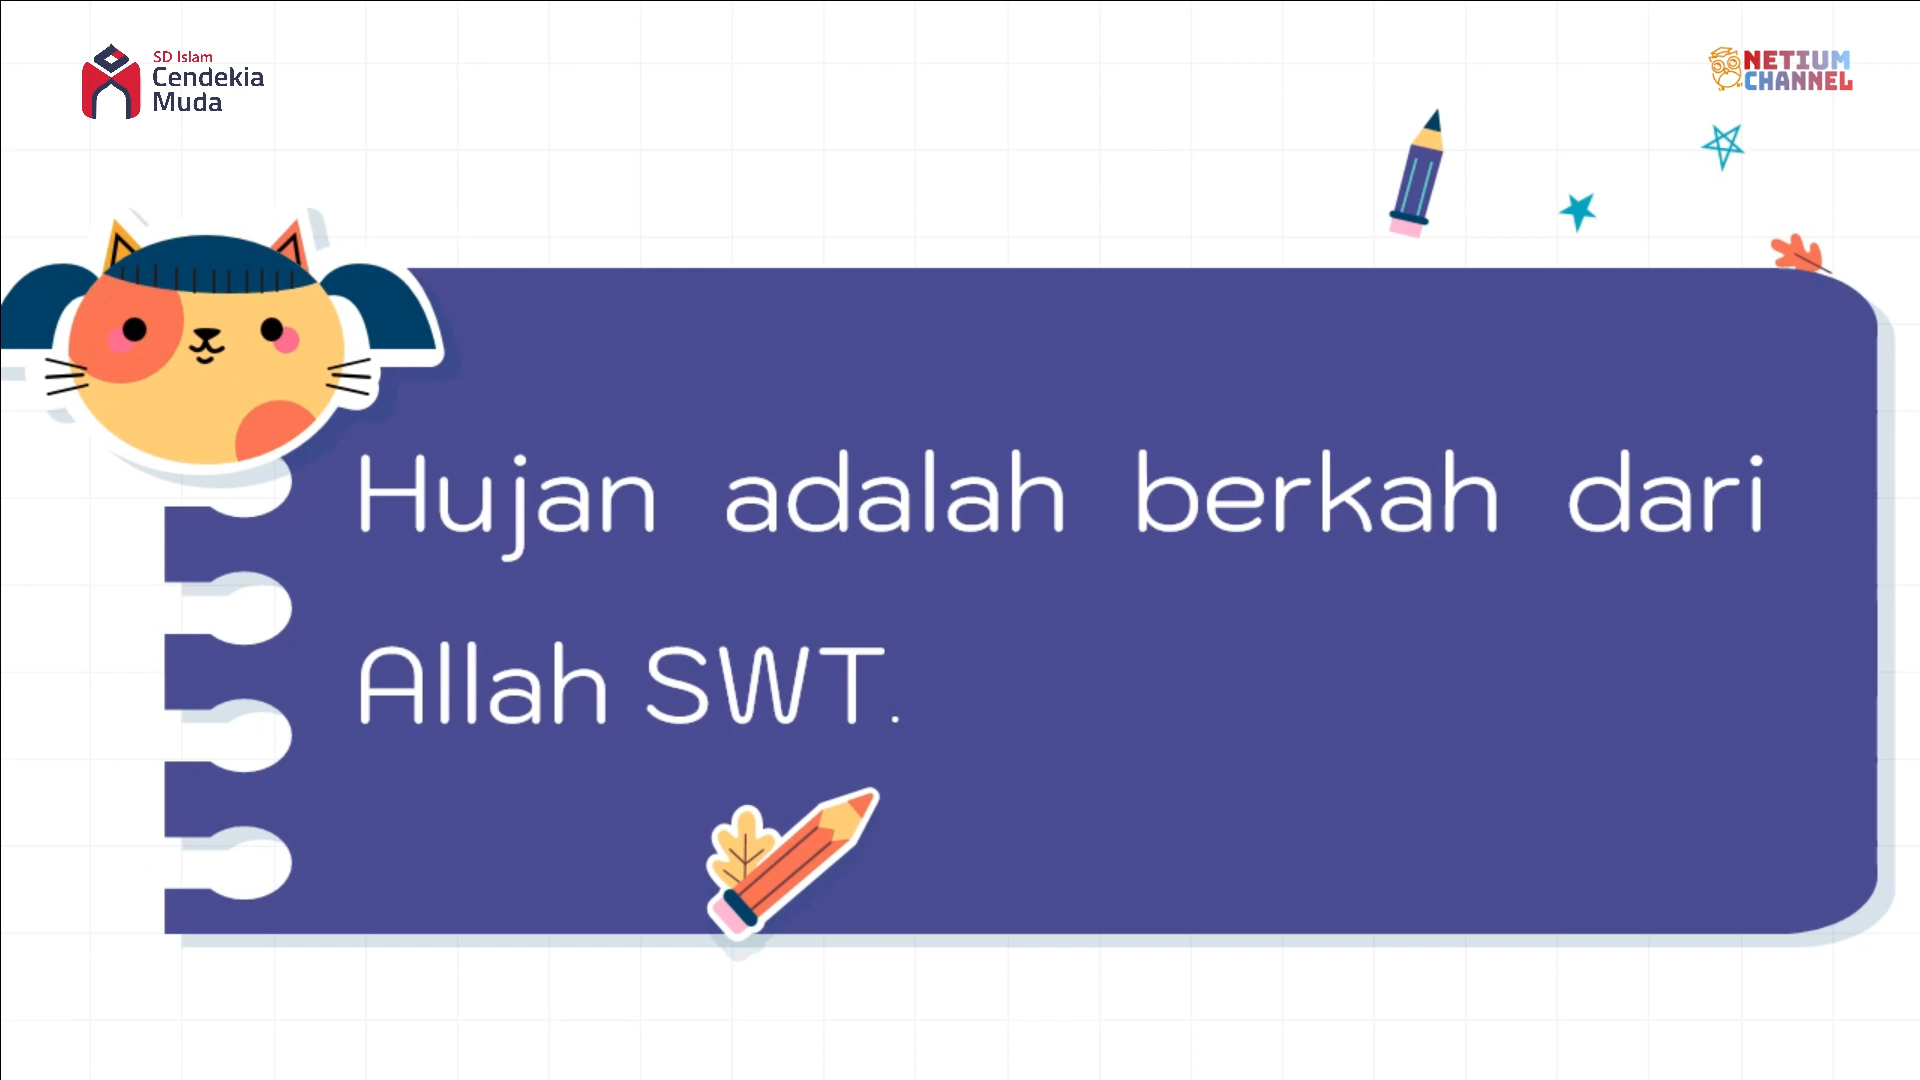 SD Islam
Cendekia
Muda
NETIUM
CHANNEL
Hujan adalah berkah dari
Allah SWT.